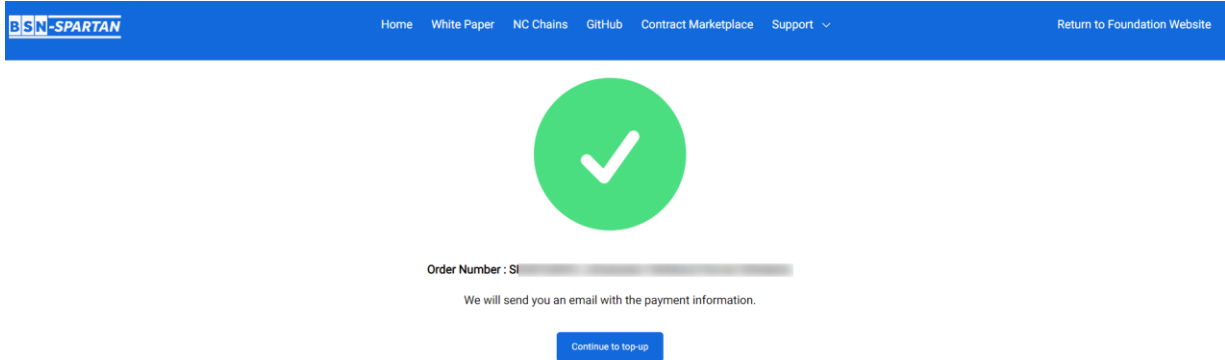 BSN-SPARTAN
Home White Paper NC Chains GitHub Contract Marketplace Support Return to Foundation Website
Order Number : SI
We will send you an email with the payment information.
Continue to top-up